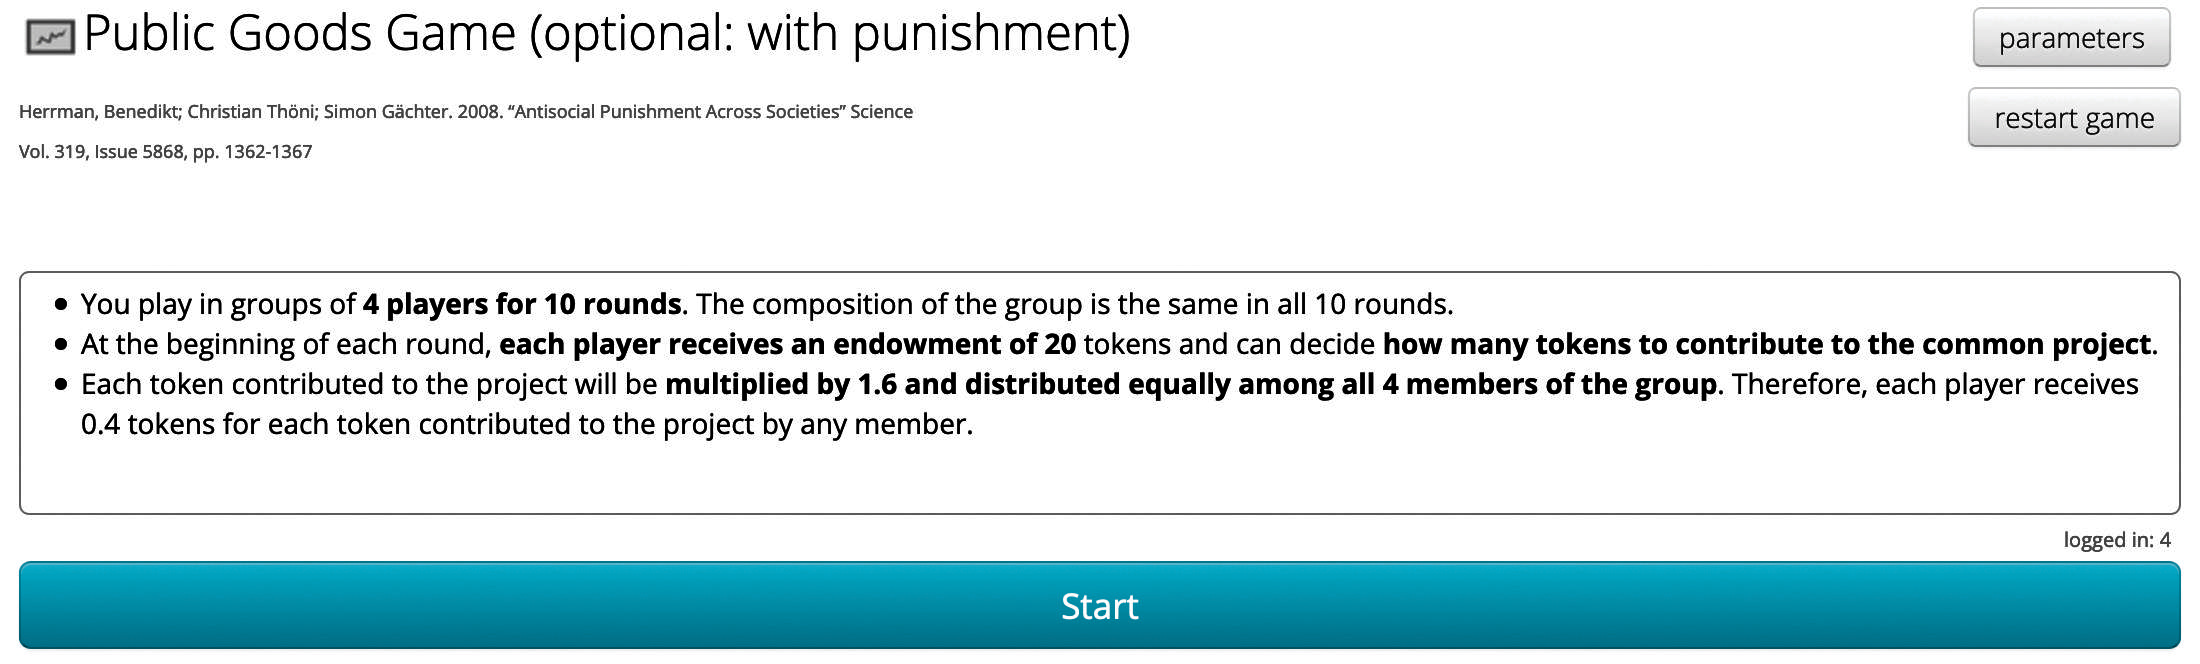 Public Goods Game (optional: with punishment)
parameters
Herrman, Benedikt; Christian Thöni; Simon Gächter. 2008. “Antisocial Punishment Across Societies” Science
restart game
Vol. 319, Issue 5868, pp. 1362-1367
• You play in groups of 4 players for 10 rounds. The composition of the group is the same in all 10 rounds.
• At the beginning of each round, each player receives an endowment of 20 tokens and can decide how many tokens to contribute to the common project.
• Each token contributed to the project will be multiplied by 1.6 and distributed equally among all 4 members of the group. Therefore, each player receives
0.4 tokens for each token contributed to the project by any member.
logged in: 4
Start